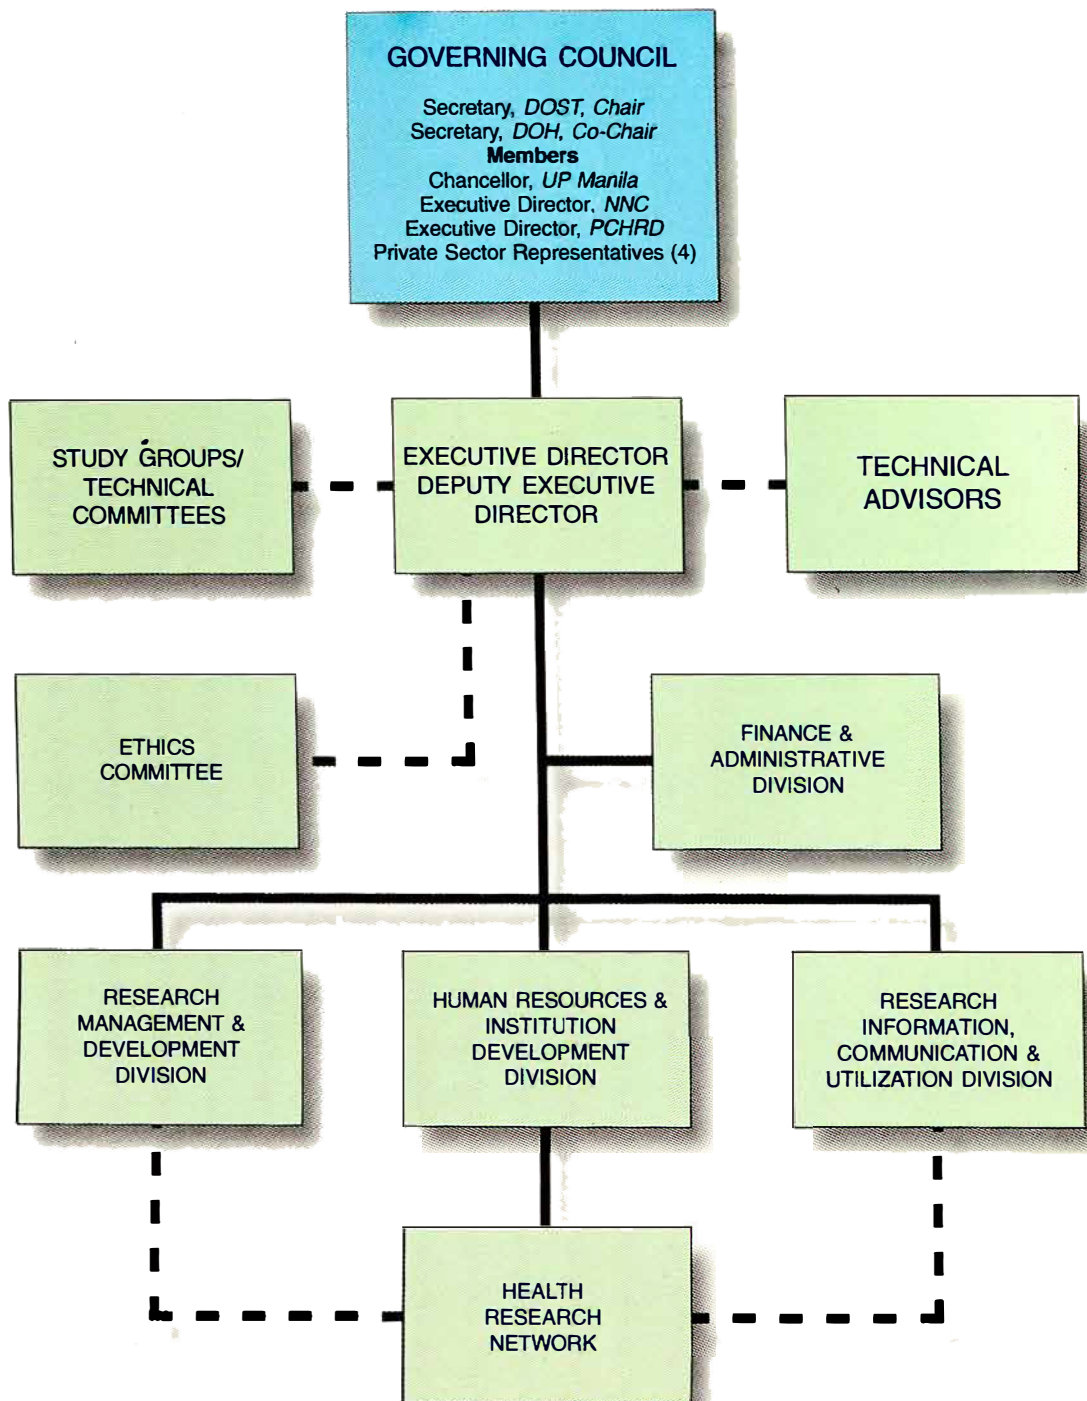 GOVERNING COUNCIL
Secretary, DOST, Chair
Secretary, DOH, Co-Chair
Members
Chancellor, UP Manila
Executive Director, NNC
Executive Director, PCHRD
Private Sector Representatives (4)
STUDY GROUPS/
TECHNICAL
COMMITTEES
EXECUTIVE DIRECTOR
DEPUTY EXECUTIVE
DIRECTOR
TECHNICAL
ADVISORS
ETHICS
COMMITTEE
FINANCE &
ADMINISTRATIVE
DIVISION
RESEARCH
MANAGEMENT &
DEVELOPMENT
DIVISION
HUMAN RESOURCES &
INSTITUTION
DEVELOPMENT
DIVISION
RESEARCH
INFORMATION,
COMMUNICATION &
UTILIZATION DIVISION
HEALTH
RESEARCH
NETWORK